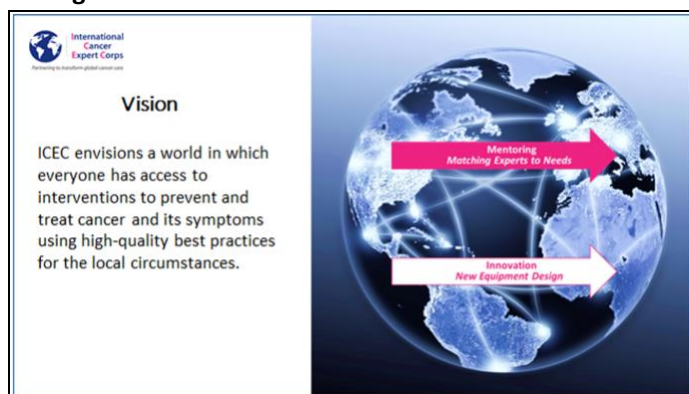 International
Cancer
Expert Corps
Partnering to transform global cancer care
Vision
ICEC envisions a world in which
everyone has access to
interventions to prevent and
treat cancer and its symptoms
using high-quality best practices
for the local circumstances.
Mentoring
Matching Experts to Needs
Innovation
New Equipment Design